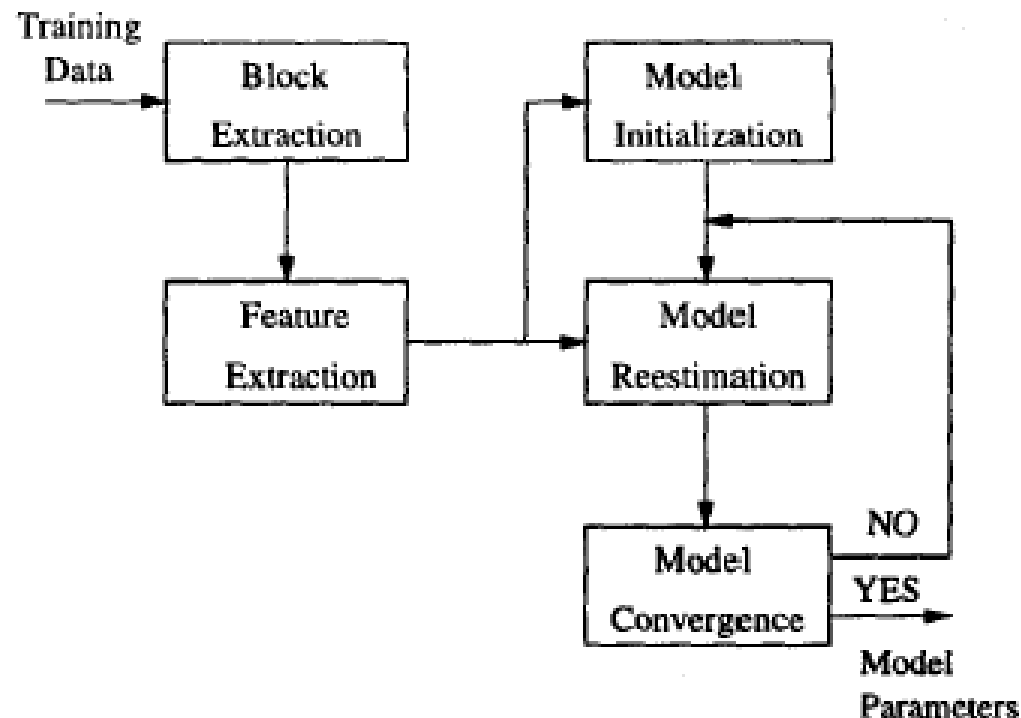 Training
Data
Block
Extraction
Model
Initialization
Feature
Extraction
Model
Reestimation
Model
Convergence
NO
YES
Model
Parameters